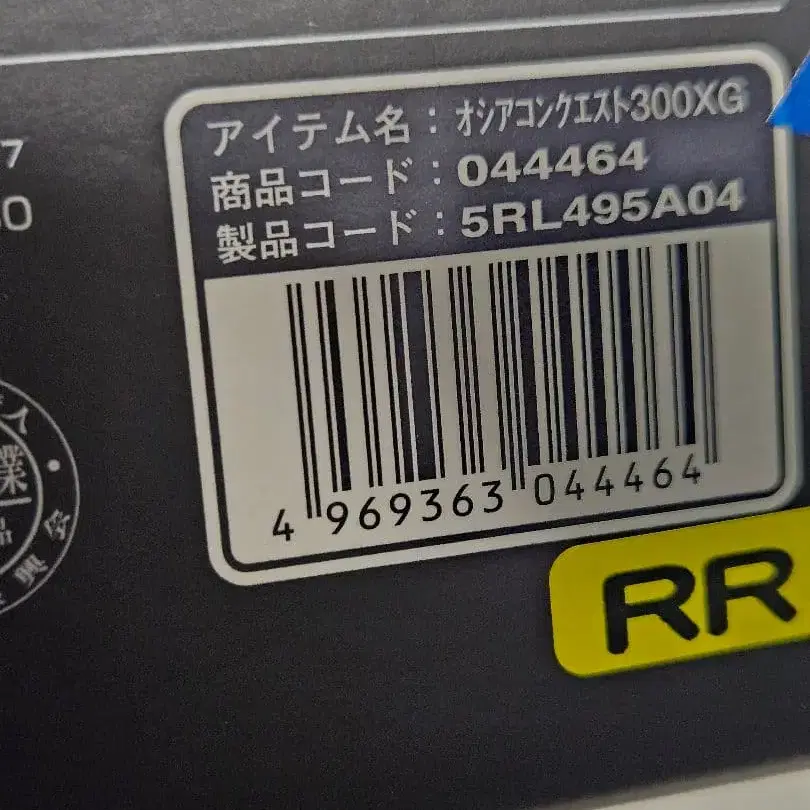 アイテム名：オシアコンクエスト300XG
商品コード：044464
製品コード：5RL495A04
4 969363 044464
RR